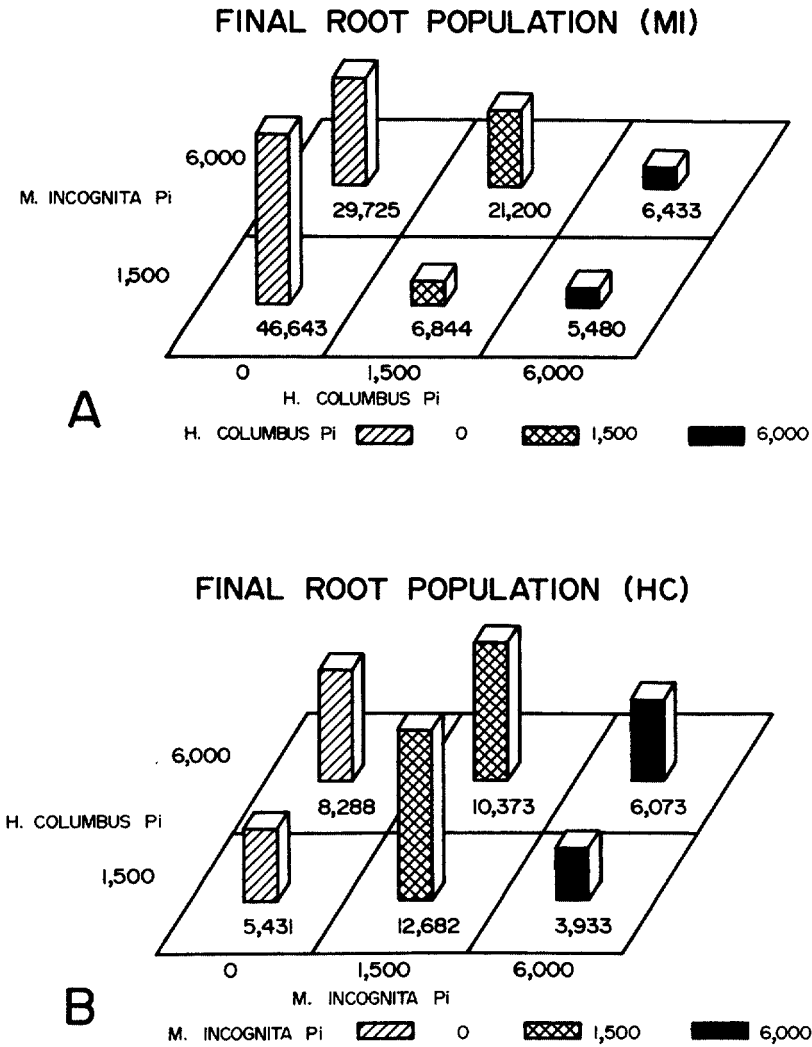 FINAL ROOT POPULATION (MI)
6,000
M. INCOGNITA Pi
29,725 21,200 6,433
1,500
46,643 6,844 5,480
0 1,500 6,000
H. COLUMBUS Pi
A
H. COLUMBUS Pi 0 1,500 6,000
FINAL ROOT POPULATION (HC)
6,000
8,288 10,373 6,073
H. COLUMBUS Pi
1,500
5,431 12,682 3,933
0 1,500 6,000
M. INCOGNITA Pi
B
M. INCOGNITA Pi 0 1,500 6,000